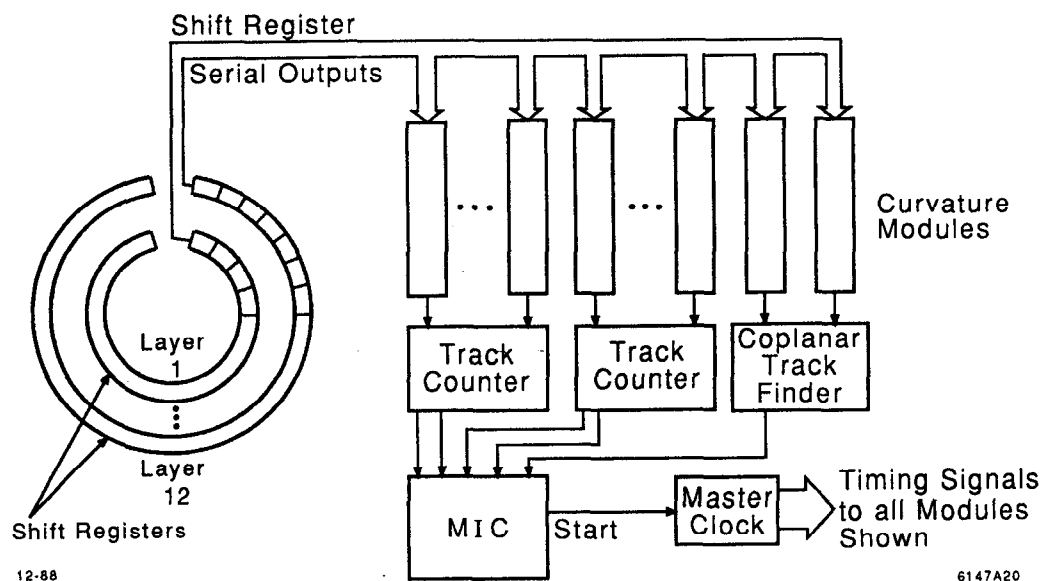 Shift Register
Serial Outputs
Curvature
Modules
Layer
1
Layer
12
Shift Registers
Track
Counter
Track
Counter
Coplanar
Track
Finder
MIC
Start
Master
Clock
Timing Signals
to all Modules
Shown
12-88
6147A20